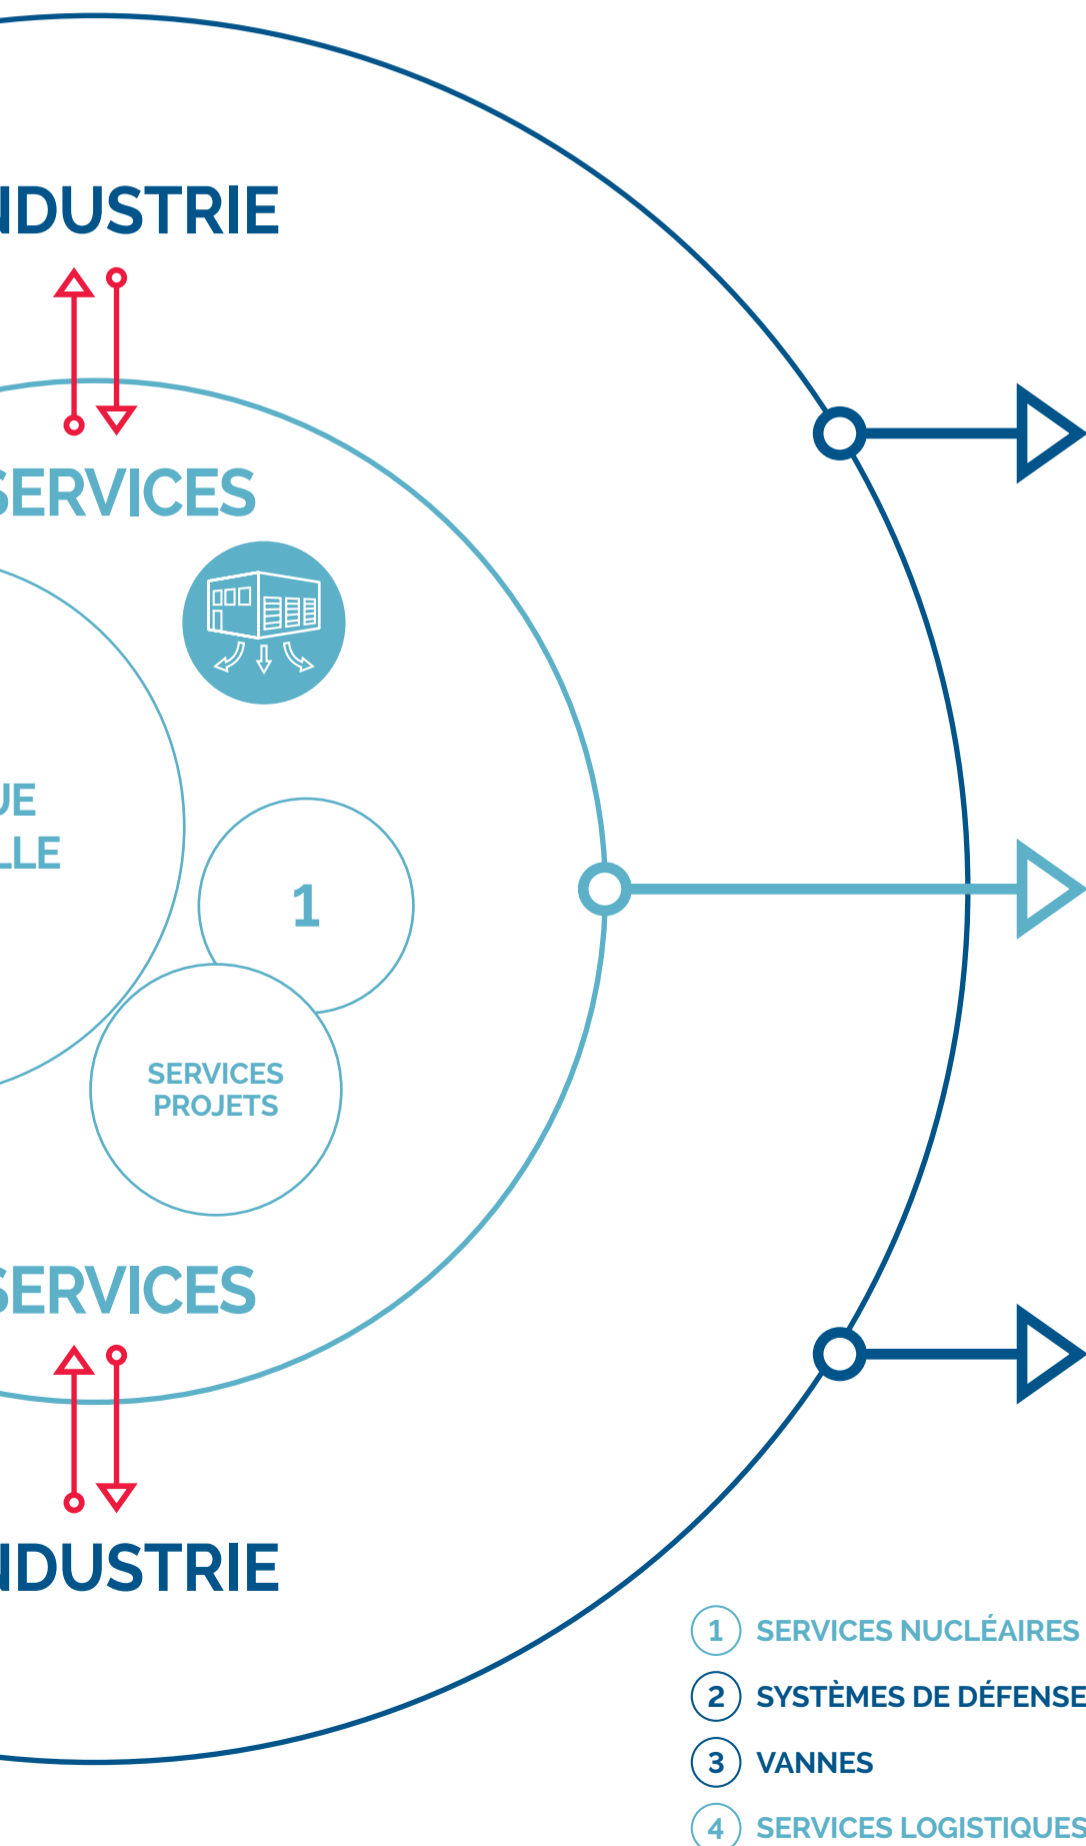 NDUSTRIE
SERVICES
UE
LLE
1
SERVICES
PROJETS
SERVICES
NDUSTRIE
1 SERVICES NUCLÉAIRES
2 SYSTÈMES DE DÉFENSE
3 VANNES
4 SERVICES LOGISTIQUES